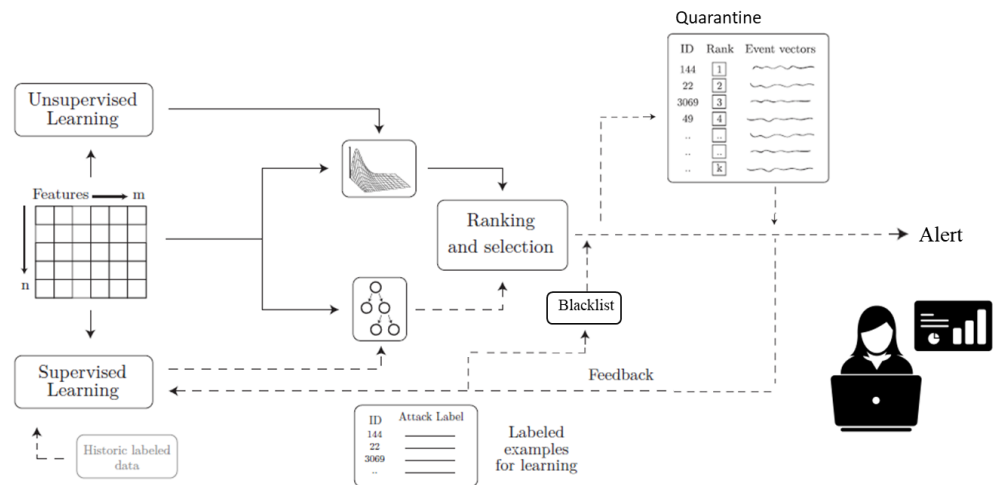 Quarantine
ID Rank Event vectors
144 1
22 2
3069 3
49 4
.. ..
.. ..
.. k
Unsupervised
Learning
Features m
n
Ranking
and selection
Alert
Blacklist
Supervised
Learning
Feedback
Historic labeled
data
ID Attack Label
144
22
3069
..
Labeled
examples
for learning